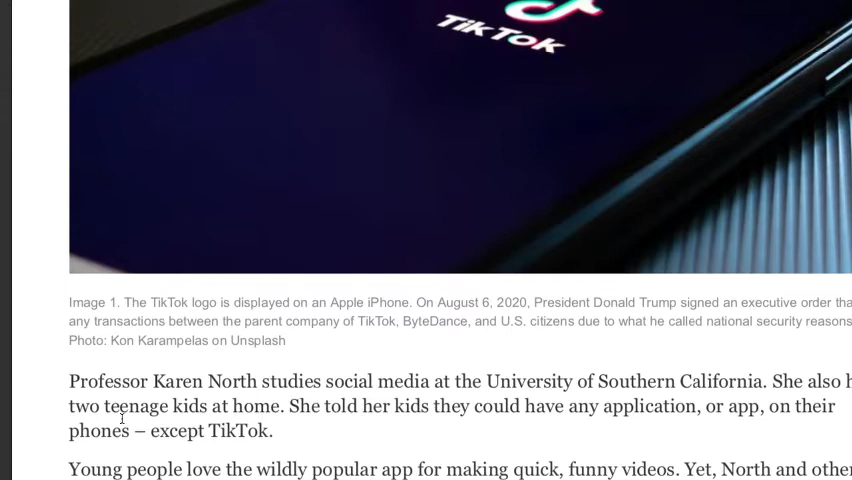 TikTok
Image 1. The TikTok logo is displayed on an Apple iPhone. On August 6, 2020, President Donald Trump signed an executive order tha
any transactions between the parent company of TikTok, ByteDance, and U.S. citizens due to what he called national security reasons
Photo: Kon Karampelas on Unsplash
Professor Karen North studies social media at the University of Southern California. She also h
two teenage kids at home. She told her kids they could have any application, or app, on their
phones – except TikTok.
Young people love the wildly popular app for making quick, funny videos. Yet, North and other